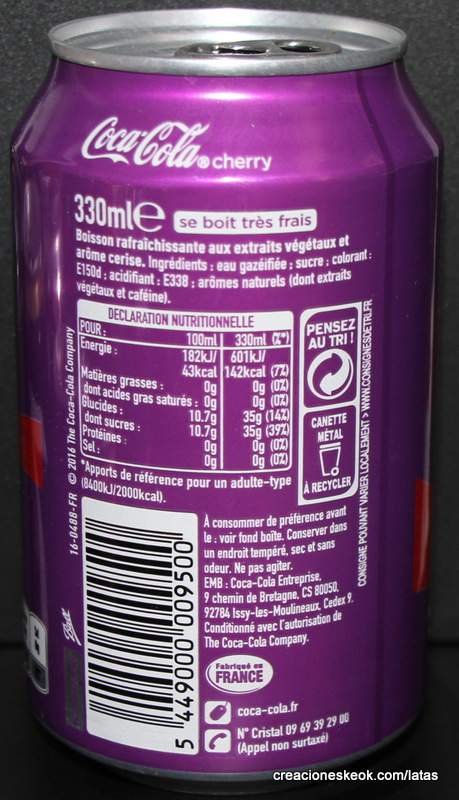 Coca-Cola® cherry
330ml℮ se boit très frais
Boisson rafraîchissante aux extraits végétaux et
arôme cerise. Ingrédients : eau gazéifiée ; sucre ; colorant :
E150d ; acidifiant : E338 ; arômes naturels (dont extraits
végétaux et caféine).
DECLARATION NUTRITIONNELLE
POUR : 100ml 330ml (%*)
Energie : 182kJ/ 601kJ/
43kcal 142kcal (7%)
Matières grasses : 0g 0g (0%)
dont acides gras saturés : 0g 0g (0%)
Glucides : 10.7g 35g (14%)
dont sucres : 10.7g 35g (39%)
Protéines : 0g 0g (0%)
Sel : 0g 0g (0%)
*Apports de référence pour un adulte-type
(8400kJ/2000kcal).
PENSEZ
AU TRI !
CANETTE
MÉTAL
À RECYCLER
CONSIGNE POUVANT VARIER LOCALEMENT > WWW.CONSIGNESDETRI.FR
16-0488-FR © 2016 The Coca-Cola Company
À consommer de préférence avant
le : voir fond boîte. Conserver dans
un endroit tempéré, sec et sans
odeur. Ne pas agiter.
EMB : Coca-Cola Entreprise,
9 chemin de Bretagne, CS 80050,
92784 Issy-les-Moulineaux, Cedex 9.
Conditionné avec l'autorisation de
The Coca-Cola Company.
Fabriqué en
FRANCE
coca-cola.fr
N° Cristal 09 69 39 29 00
(Appel non surtaxé)
5 449000 009500
Ball
creacioneskeok.com/latas